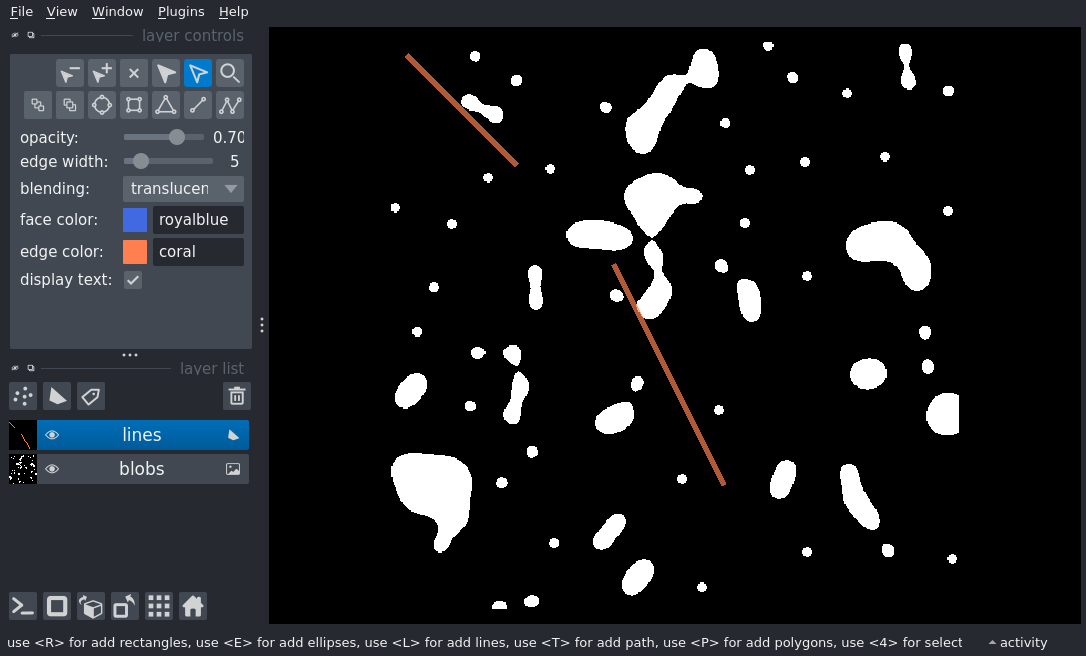 File View Window Plugins Help
layer controls
opacity: 0.70
edge width: 5
blending: translucen
face color: royalblue
edge color: coral
display text:
layer list
lines
blobs
use <R> for add rectangles, use <E> for add ellipses, use <L> for add lines, use <T> for add path, use <P> for add polygons, use <4> for select
activity